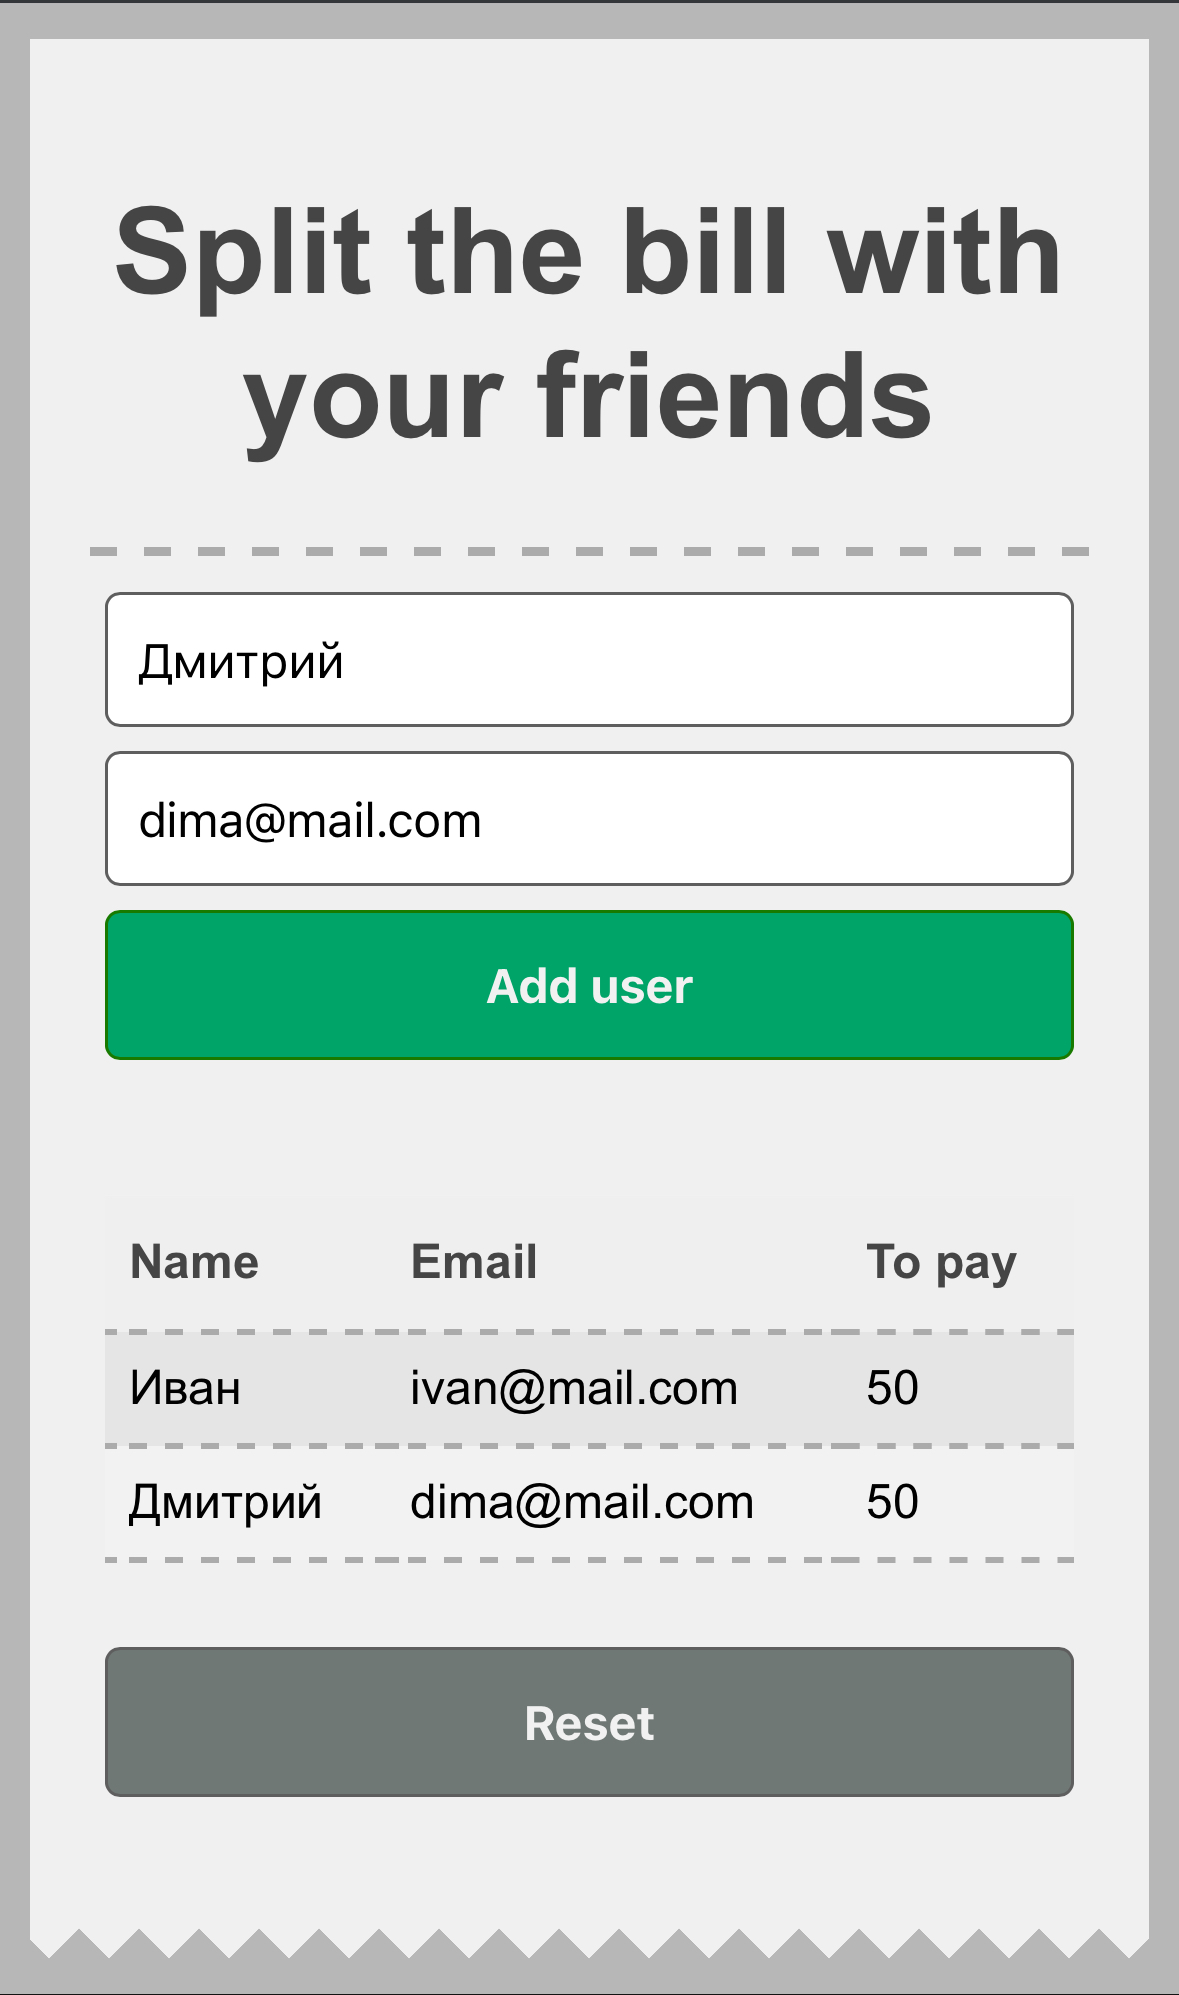 Split the bill with
your friends
Дмитрий
dima@mail.com
Add user
Name Email To pay
Иван ivan@mail.com 50
Дмитрий dima@mail.com 50
Reset